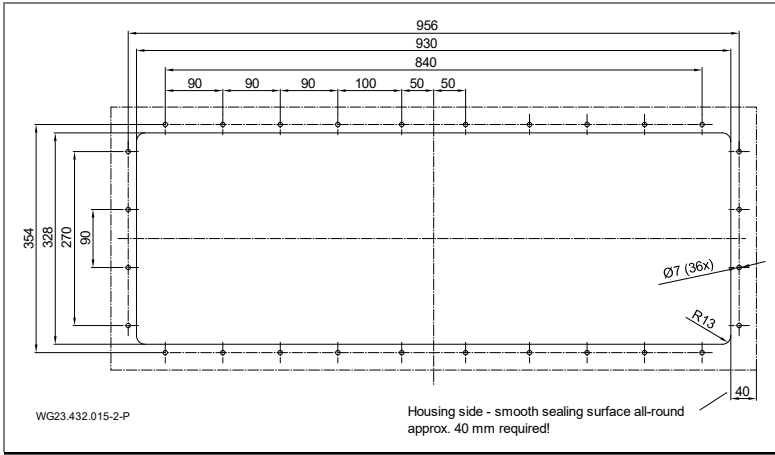 956
930
840
90 90 90 100 50 50
354
328
270
90
Ø7 (36x)
R13
40
WG23.432.015-2-P
Housing side - smooth sealing surface all-round
approx. 40 mm required!